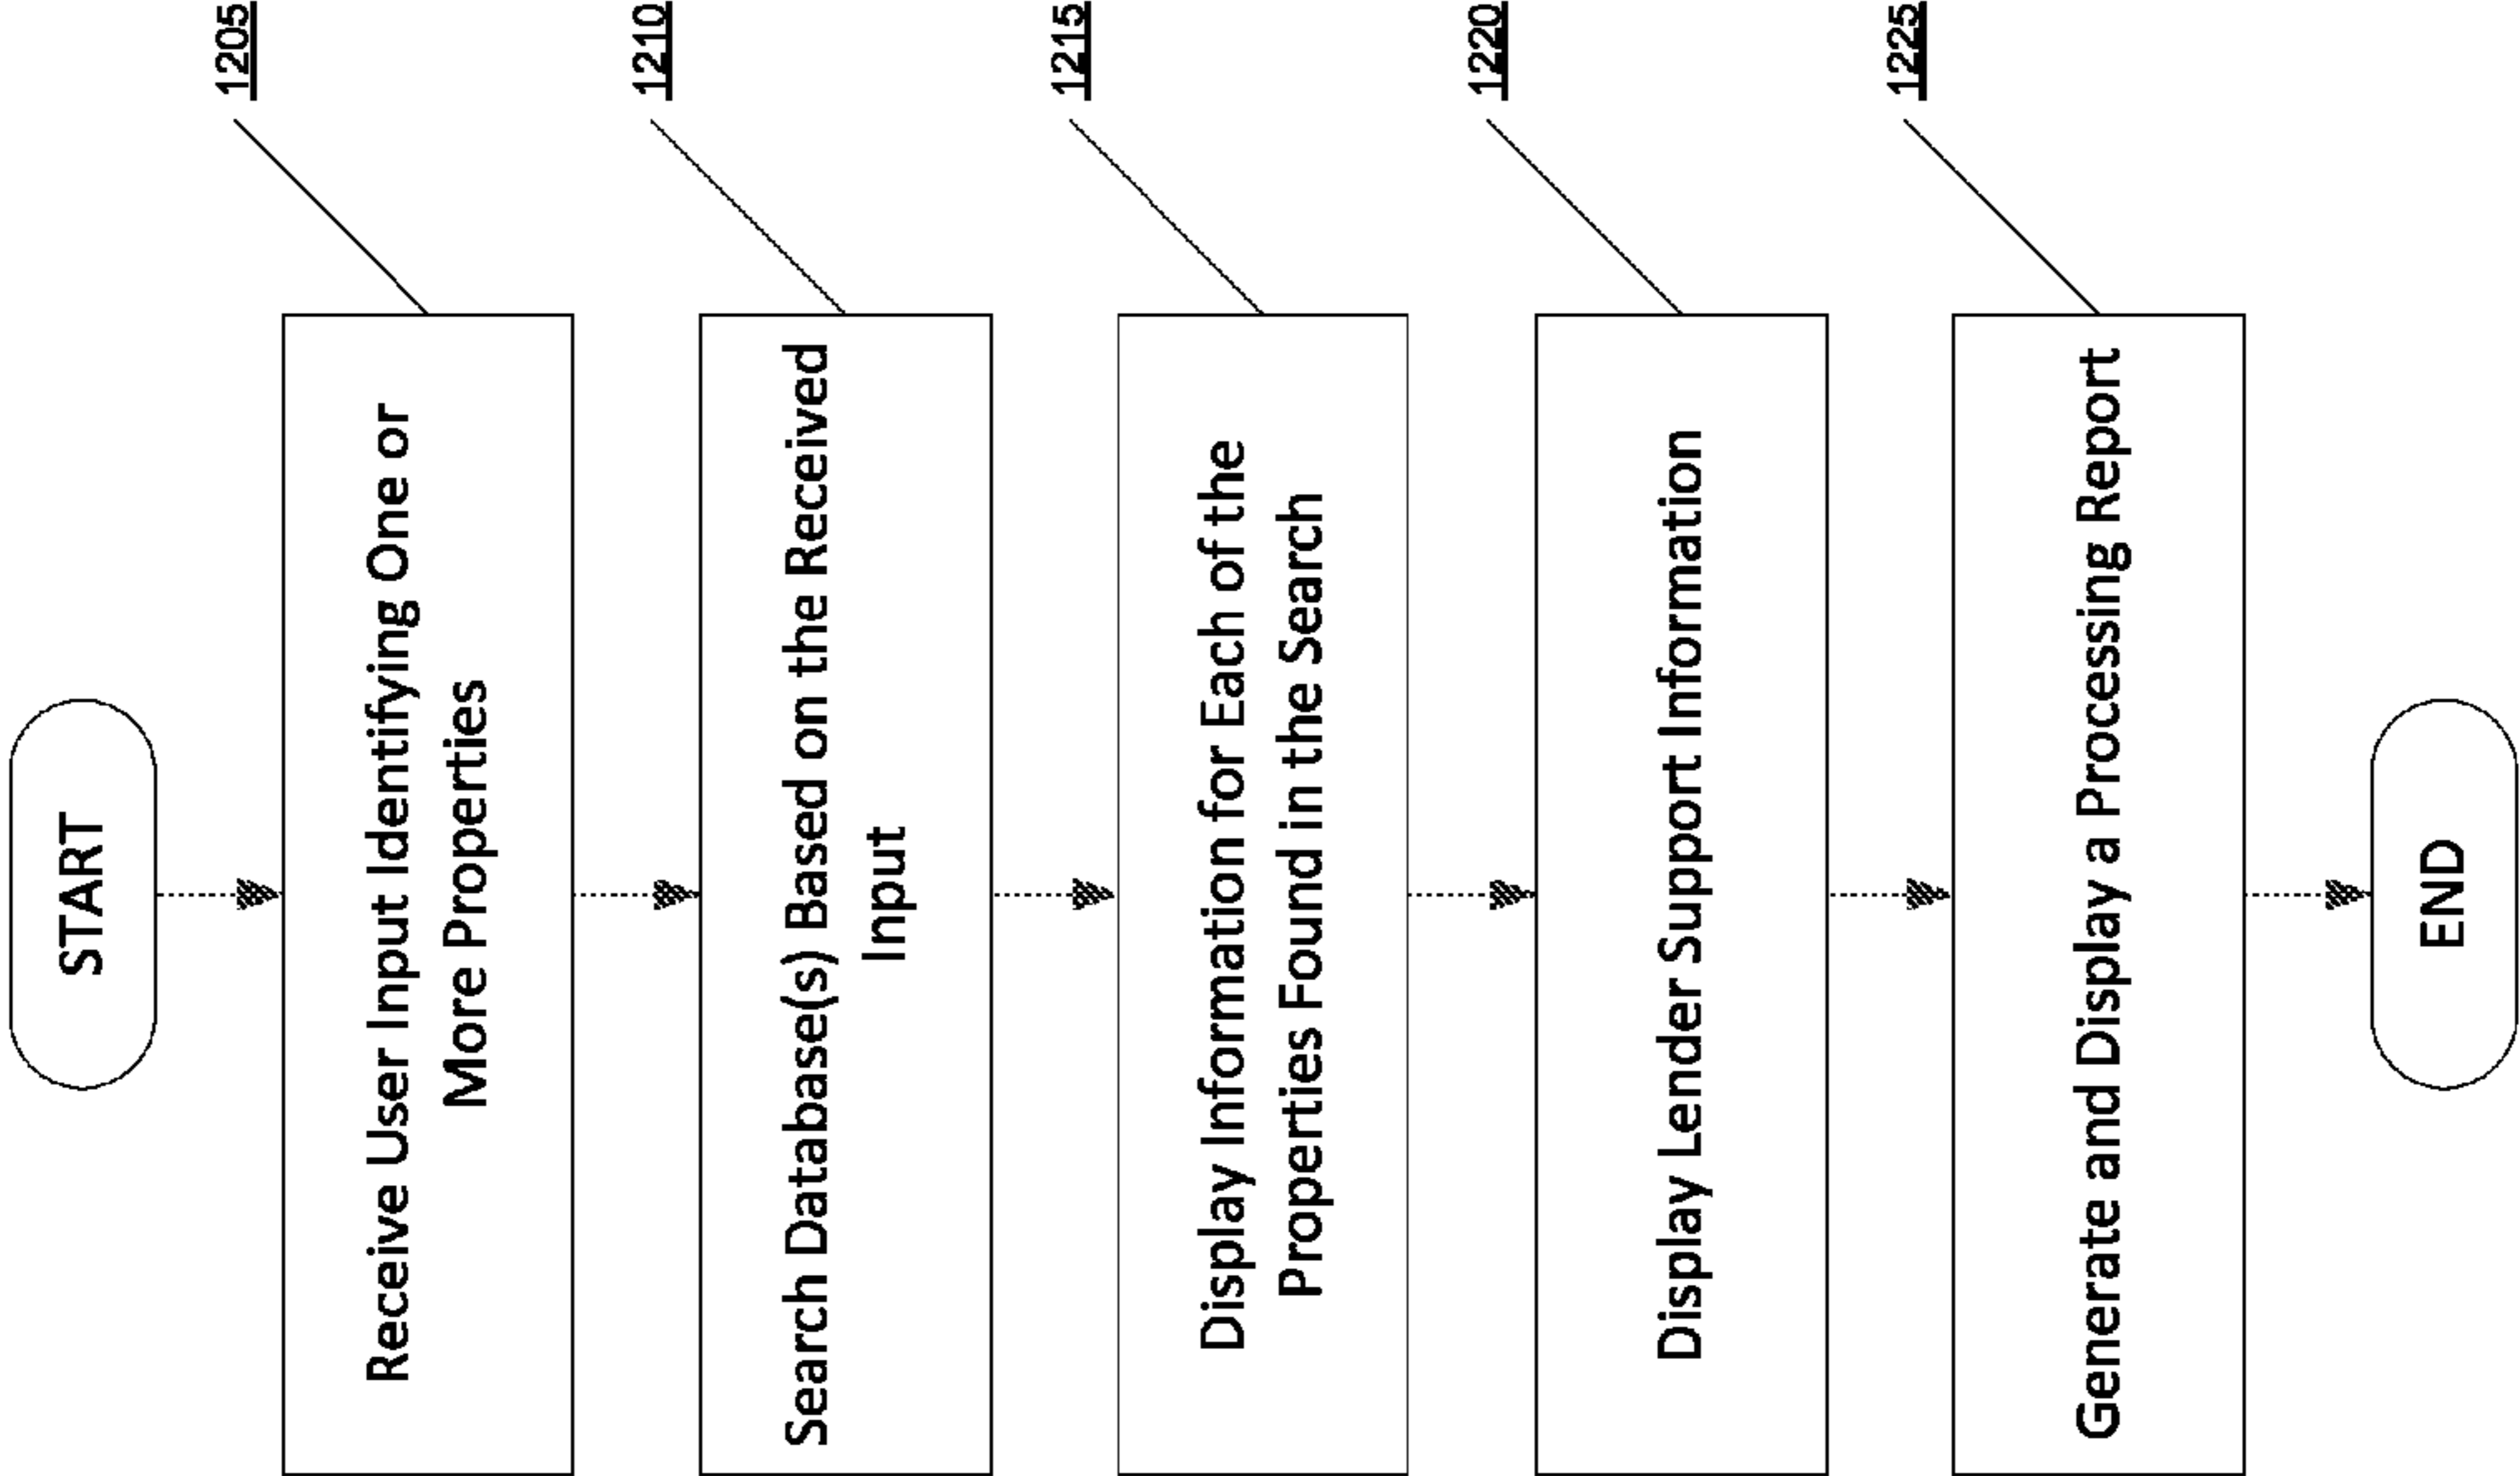 START
1205
Receive User Input Identifying One or
More Properties
1210
Search Database(s) Based on the Received
Input
1215
Display Information for Each of the
Properties Found in the Search
1220
Display Lender Support Information
1225
Generate and Display a Processing Report
END